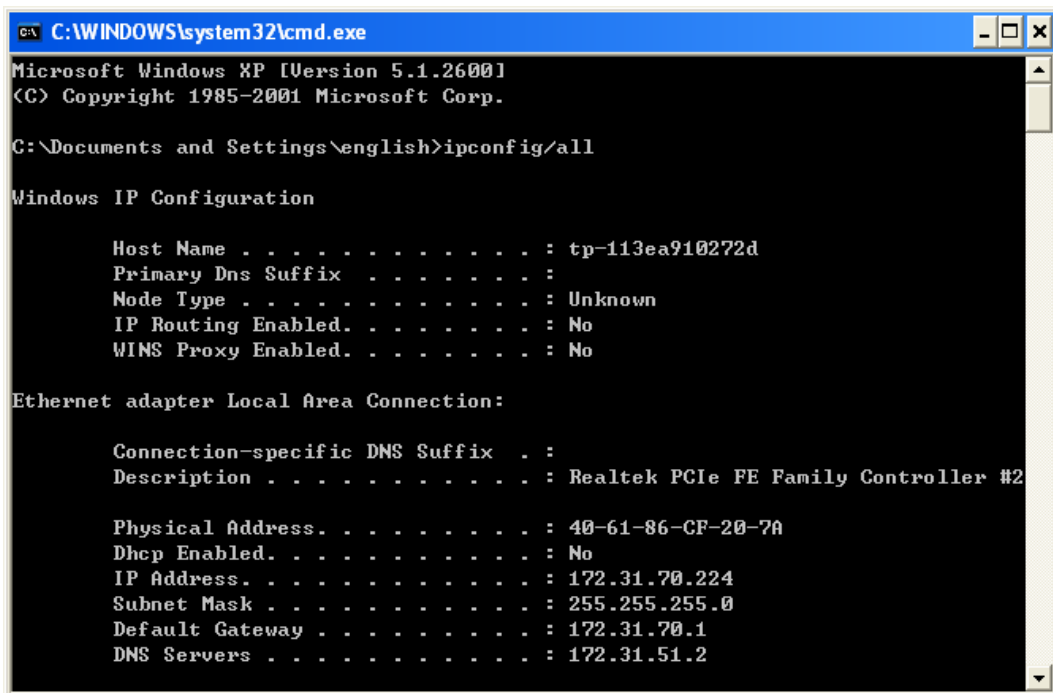 C:\WINDOWS\system32\cmd.exe
Microsoft Windows XP [Version 5.1.2600]
(C) Copyright 1985-2001 Microsoft Corp.
C:\Documents and Settings\english>ipconfig/all
Windows IP Configuration
Host Name . . . . . . . . . . . . : tp-113ea910272d
Primary Dns Suffix . . . . . . . :
Node Type . . . . . . . . . . . . : Unknown
IP Routing Enabled. . . . . . . . : No
WINS Proxy Enabled. . . . . . . . : No
Ethernet adapter Local Area Connection:
Connection-specific DNS Suffix . :
Description . . . . . . . . . . . : Realtek PCIe FE Family Controller #2
Physical Address. . . . . . . . . : 40-61-86-CF-20-7A
Dhcp Enabled. . . . . . . . . . . : No
IP Address. . . . . . . . . . . . : 172.31.70.224
Subnet Mask . . . . . . . . . . . : 255.255.255.0
Default Gateway . . . . . . . . . : 172.31.70.1
DNS Servers . . . . . . . . . . . : 172.31.51.2